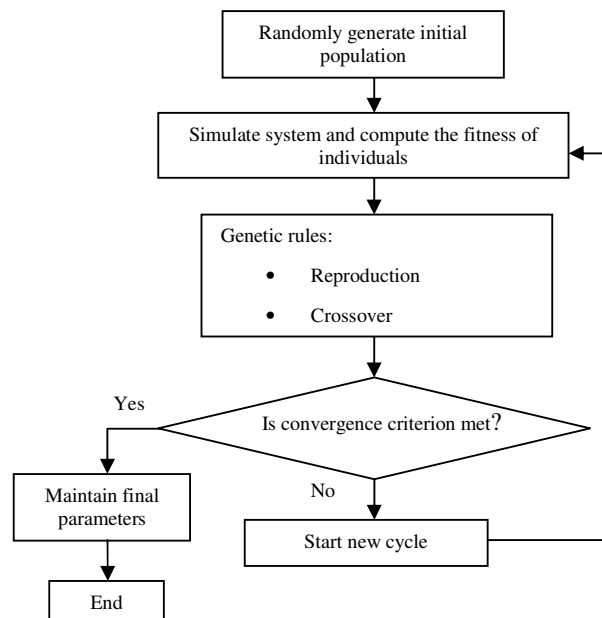 Randomly generate initial
population
Simulate system and compute the fitness of
individuals
Genetic rules:
• Reproduction
• Crossover
Yes
Is convergence criterion met?
Maintain final
parameters
No
Start new cycle
End